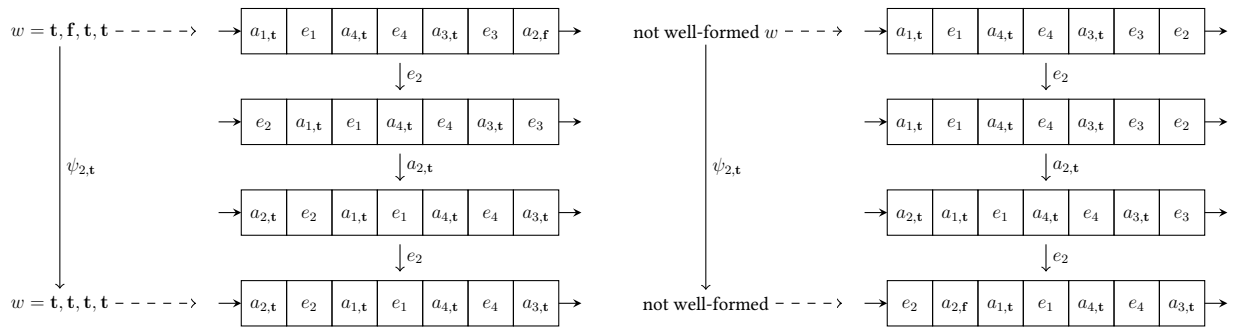 w = t, f, t, t
a1,t e1 a4,t e4 a3,t e3 a2,f
e2
e2 a1,t e1 a4,t e4 a3,t e3
ψ2,t
a2,t
a2,t e2 a1,t e1 a4,t e4 a3,t
e2
w = t, t, t, t
a2,t e2 a1,t e1 a4,t e4 a3,t
not well-formed w
a1,t e1 a4,t e4 a3,t e3 e2
e2
a1,t e1 a4,t e4 a3,t e3 e2
ψ2,t
a2,t
a2,t a1,t e1 a4,t e4 a3,t e3
e2
not well-formed
e2 a2,f a1,t e1 a4,t e4 a3,t